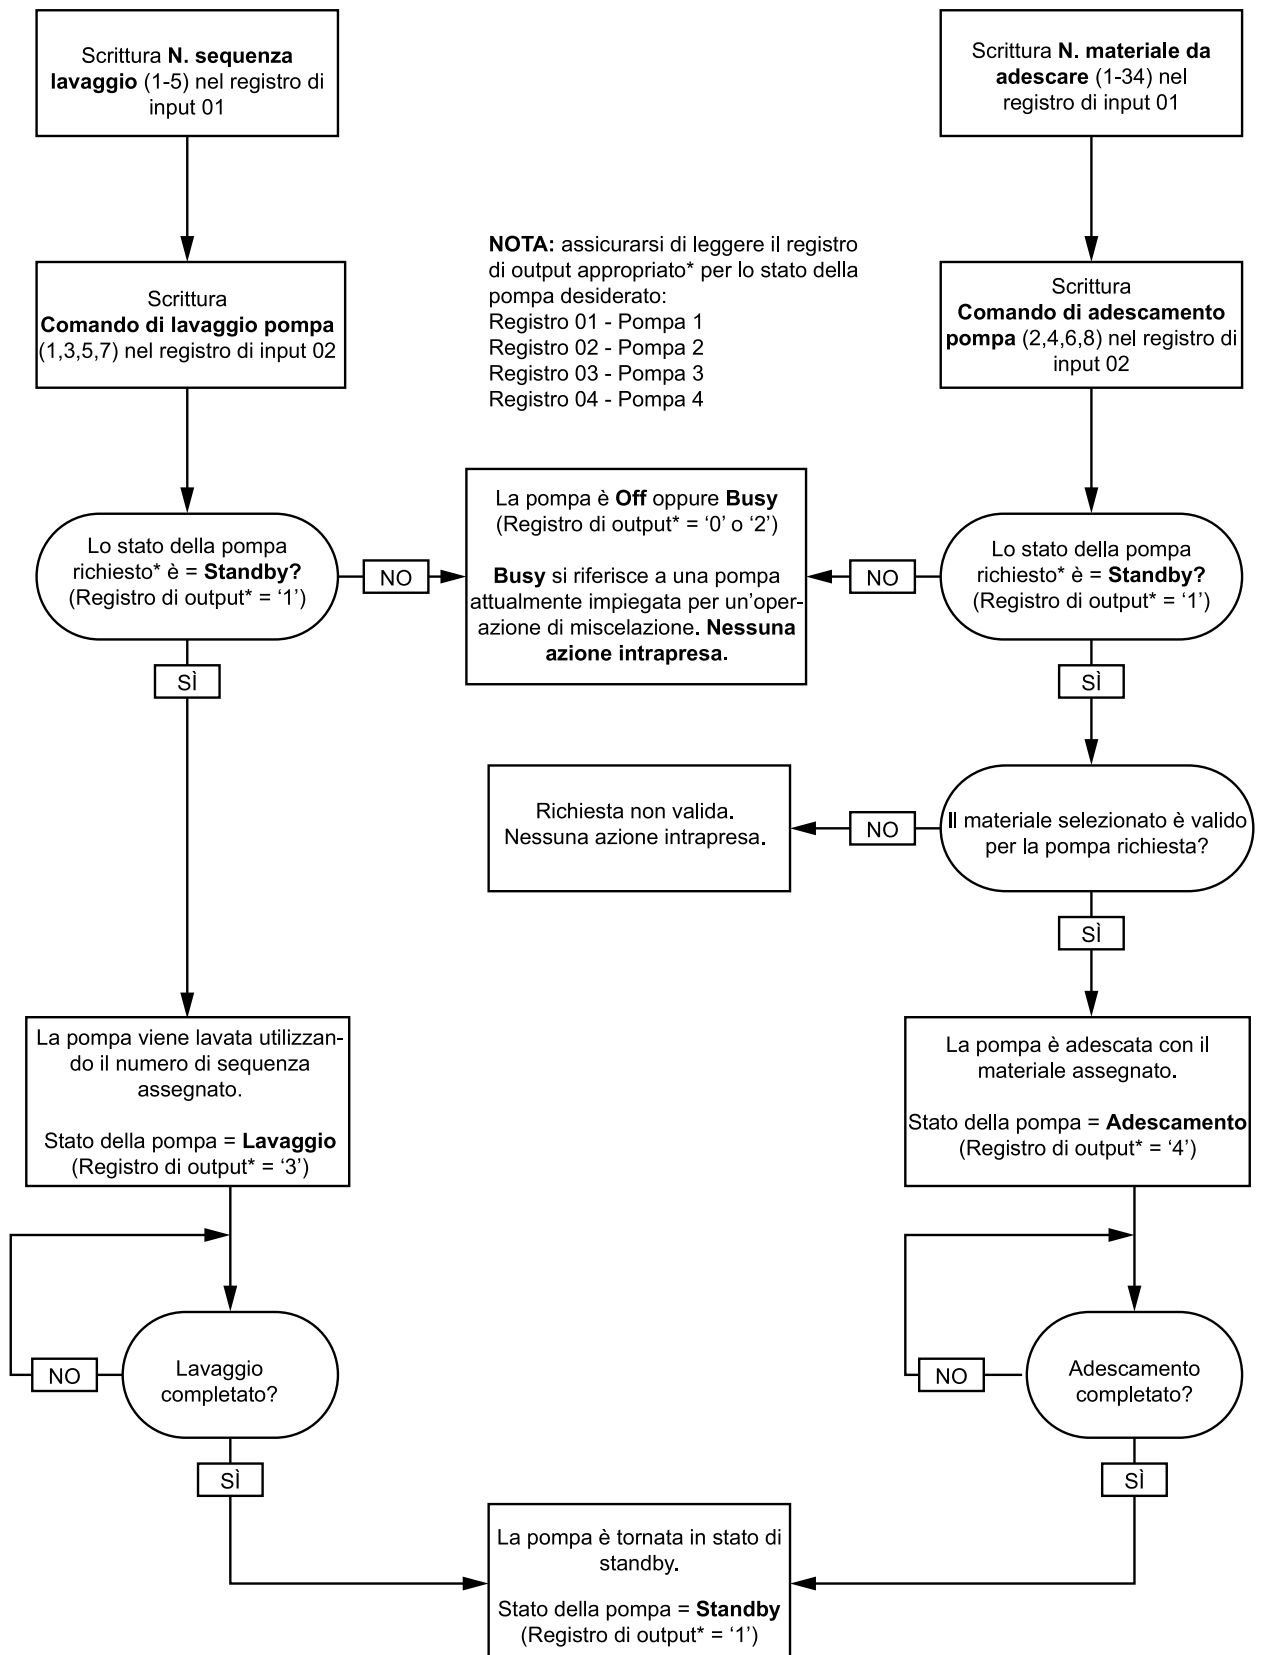 Scrittura N. sequenza
lavaggio (1-5) nel registro di
input 01
Scrittura N. materiale da
adescare (1-34) nel
registro di input 01
NOTA: assicurarsi di leggere il registro
di output appropriato* per lo stato della
pompa desiderato:
Registro 01 - Pompa 1
Registro 02 - Pompa 2
Registro 03 - Pompa 3
Registro 04 - Pompa 4
Scrittura
Comando di lavaggio pompa
(1,3,5,7) nel registro di input 02
Scrittura
Comando di adescamento
pompa (2,4,6,8) nel registro di
input 02
Lo stato della pompa
richiesto* è = Standby?
(Registro di output* = ‘1’)
NO
La pompa è Off oppure Busy
(Registro di output* = ‘0’ o ‘2’)
Busy si riferisce a una pompa
attualmente impiegata per un’oper-
azione di miscelazione. Nessuna
azione intrapresa.
NO
Lo stato della pompa
richiesto* è = Standby?
(Registro di output* = ‘1’)
SÌ
SÌ
Richiesta non valida.
Nessuna azione intrapresa.
NO
Il materiale selezionato è valido
per la pompa richiesta?
SÌ
La pompa viene lavata utilizzan-
do il numero di sequenza
assegnato.
Stato della pompa = Lavaggio
(Registro di output* = ‘3’)
La pompa è adescata con il
materiale assegnato.
Stato della pompa = Adescamento
(Registro di output* = ‘4’)
NO
Lavaggio
completato?
NO
Adescamento
completato?
SÌ
SÌ
La pompa è tornata in stato di
standby.
Stato della pompa = Standby
(Registro di output* = ‘1’)